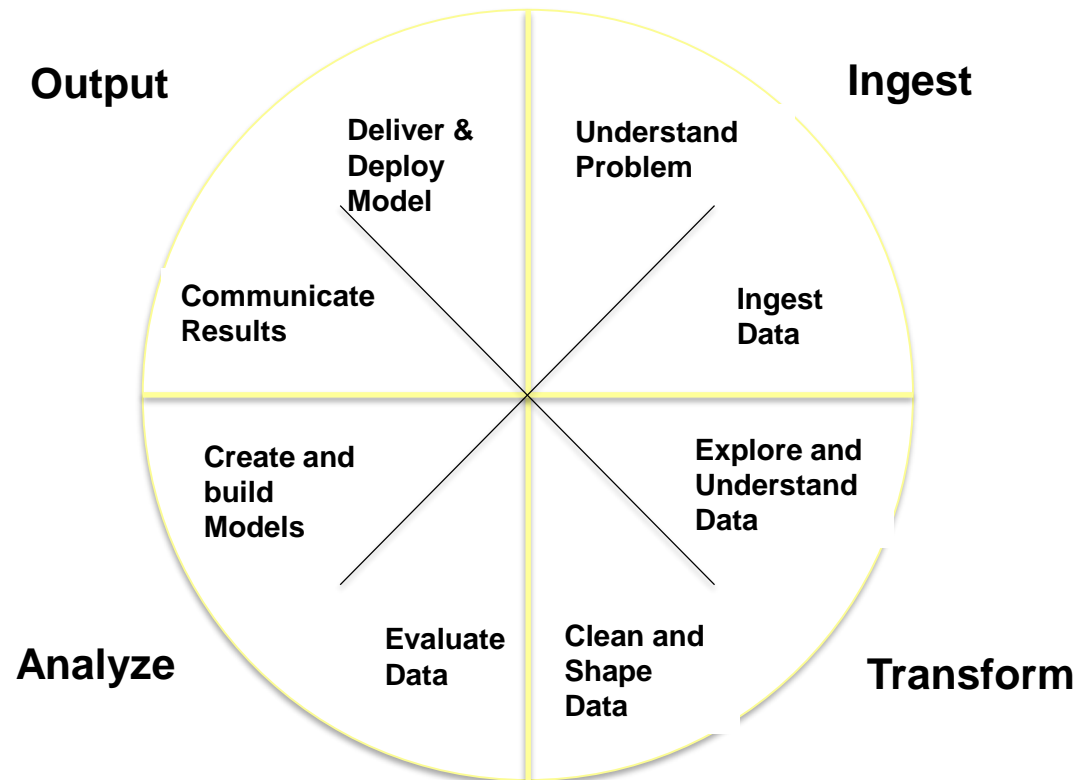 Output
Ingest
Deliver &
Deploy
Model
Understand
Problem
Communicate
Results
Ingest
Data
Create and
build
Models
Explore and
Understand
Data
Evaluate
Data
Clean and
Shape
Data
Analyze
Transform